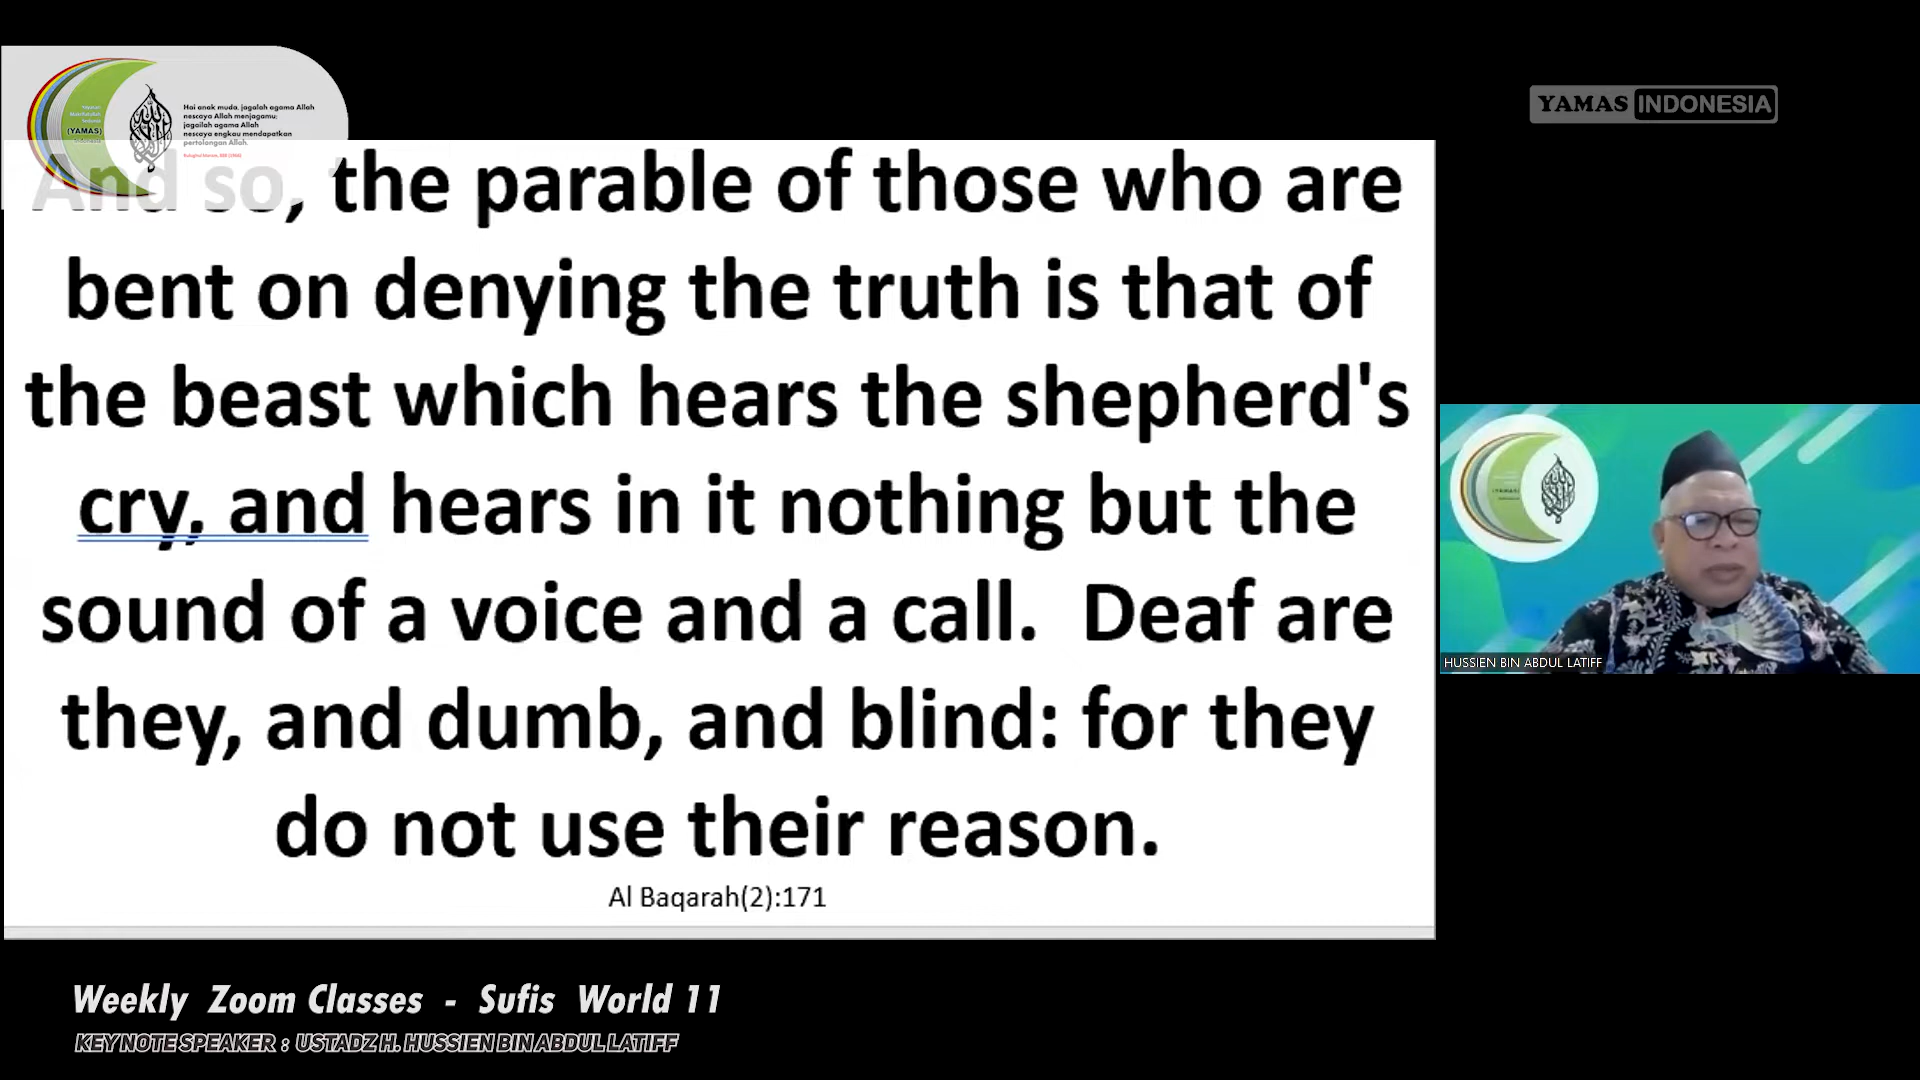 Hai anak muda, jagalah agama Allah
nescaya Allah menjagamu;
jagalah agama Allah
nescaya engkau mendapatkan
pertolongan Allah.
(YAMAS)
YAMAS INDONESIA
And so, the parable of those who are
bent on denying the truth is that of
the beast which hears the shepherd's
cry, and hears in it nothing but the
sound of a voice and a call. Deaf are
they, and dumb, and blind: for they
do not use their reason.
Al Baqarah(2):171
HUSSIEN BIN ABDUL LATIFF
Weekly Zoom Classes - Sufis World 11
KEYNOTE SPEAKER : USTADZ H. HUSSIEN BIN ABDUL LATIFF